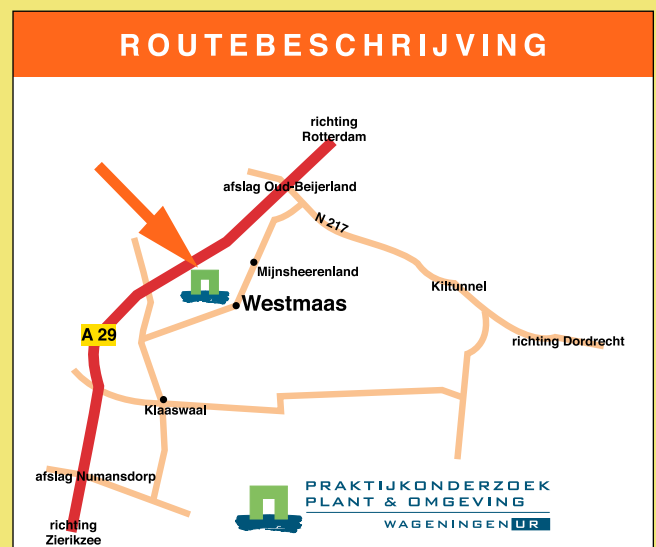 ROUTEBESCHRIJVING
richting
Rotterdam
afslag Oud-Beijerland
N 217
Mijnsheerenland
Kiltunnel
Westmaas
A 29
richting Dordrecht
Klaaswaal
afslag Numansdorp
PRAKTIJKONDERZOEK
PLANT & OMGEVING
WAGENINGEN UR
richting
Zierikzee